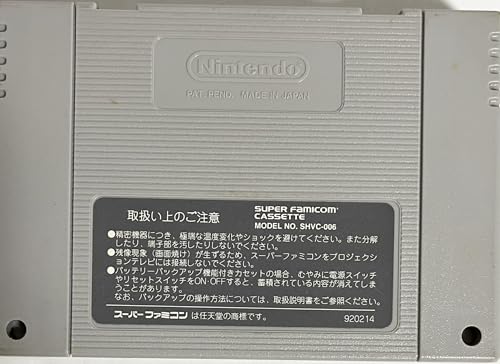 Nintendo
PAT. PEND. MADE IN JAPAN
取扱い上のご注意
SUPER FAMICOM
CASSETTE
MODEL NO. SHVC-006
●精密機器につき、極端な温度変化やショックを避けてください。また分解
したり、端子部を汚したりしないでください。
●残像現象(画面焼け)が生ずるため、スーパーファミコンをプロジェクシ
ョンテレビには接続しないでください。
●バッテリーバックアップ機能付きカセットの場合、むやみに電源スイッチ
やリセットスイッチをON・OFFすると、蓄積されている内容が消えてしま
うことがあります。
なお、バックアップの操作方法については、取扱説明書をご参照ください。
スーパーファミコン は任天堂の商標です。
920214